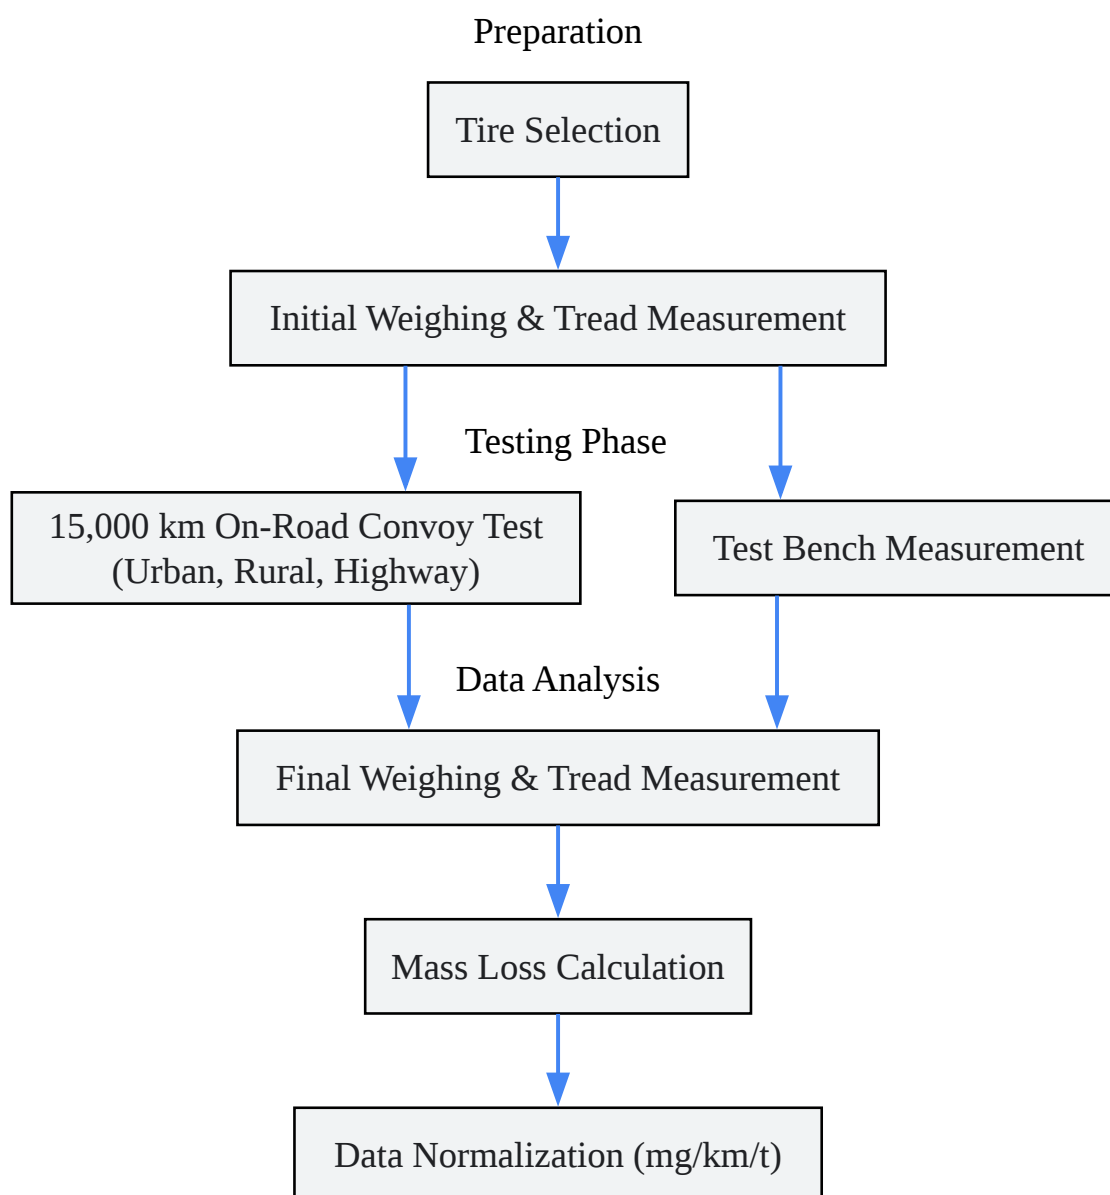 Preparation
Tire Selection
Initial Weighing & Tread Measurement
Testing Phase
15,000 km On-Road Convoy Test
(Urban, Rural, Highway)
Test Bench Measurement
Data Analysis
Final Weighing & Tread Measurement
Mass Loss Calculation
Data Normalization (mg/km/t)